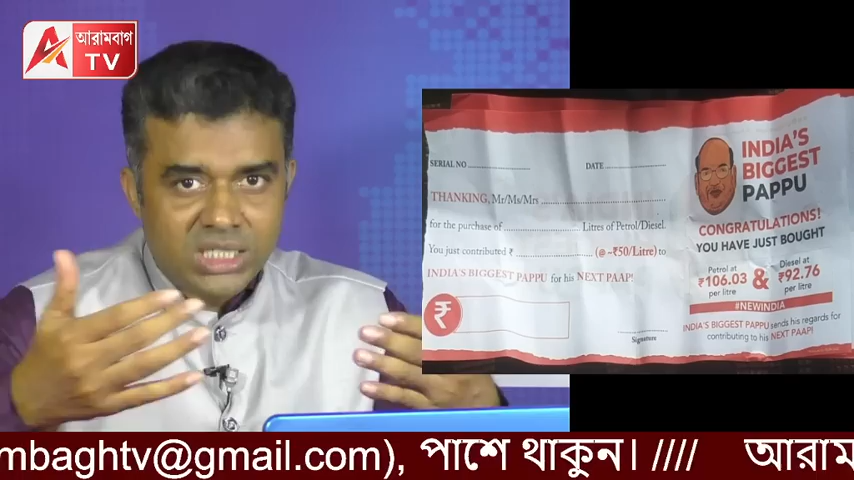 আরামবাগ
TV
SERIAL NO
DATE
THANKING, Mr/Ms/Mrs
for the purchase of Litres of Petrol/Diesel.
You just contributed ₹ (@ ~₹50/Litre) to
INDIA'S BIGGEST PAPPU for his NEXT PAAP!
₹
Signature
INDIA'S
BIGGEST
PAPPU
CONGRATULATIONS!
YOU HAVE JUST BOUGHT
Petrol at
₹106.03
per litre
&
Diesel at
₹92.76
per litre
#NEWINDIA
INDIA'S BIGGEST PAPPU sends his regards for
contributing to his NEXT PAAP!
mbaghtv@gmail.com), পাশে থাকুন। //// আরাম